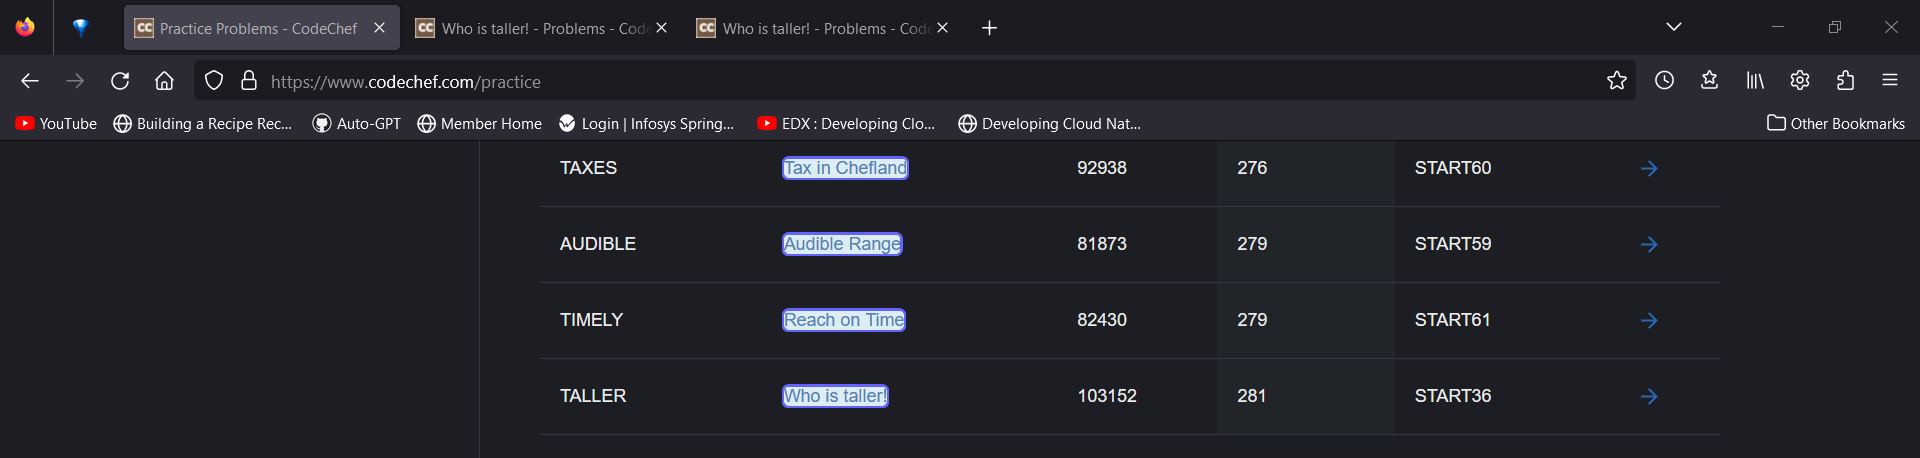 Practice Problems - CodeChef Who is taller! - Problems - Code Who is taller! - Problems - Code
https://www.codechef.com/practice
YouTube Building a Recipe Rec... Auto-GPT Member Home Login | Infosys Spring... EDX : Developing Clo... Developing Cloud Nat... Other Bookmarks
TAXES Tax in Chefland 92938 276 START60
AUDIBLE Audible Range 81873 279 START59
TIMELY Reach on Time 82430 279 START61
TALLER Who is taller! 103152 281 START36